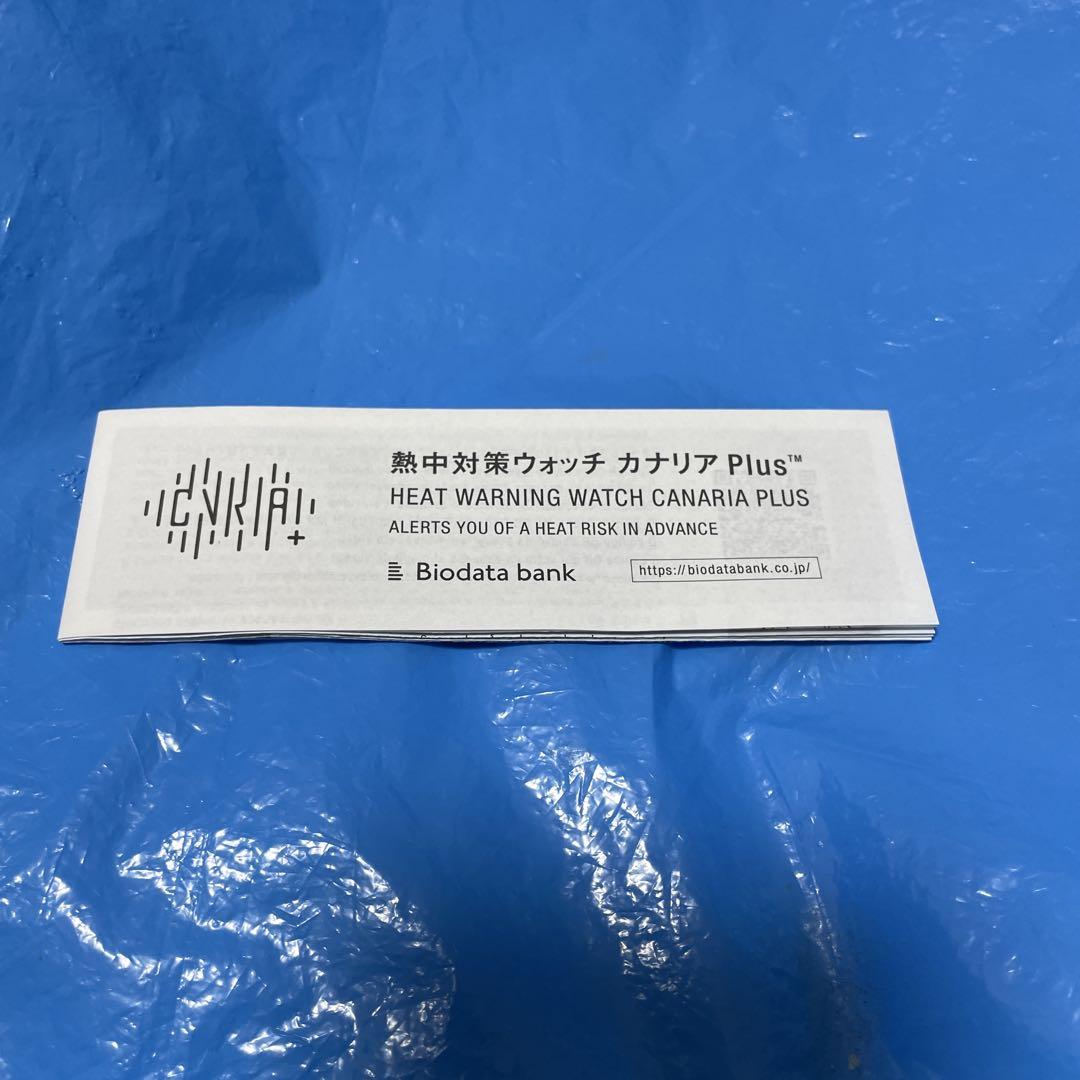 CNRIA+
熱中対策ウォッチ カナリア Plus™
HEAT WARNING WATCH CANARIA PLUS
ALERTS YOU OF A HEAT RISK IN ADVANCE
Biodata bank
https://biodatabank.co.jp/